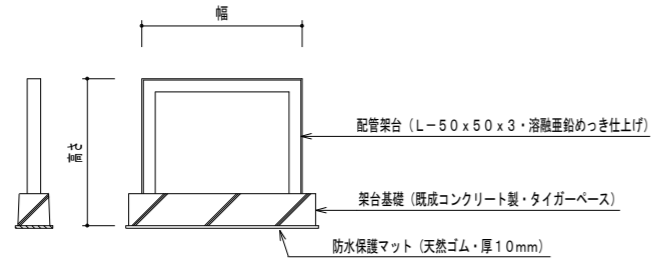 幅
高さ
配管架台（L－50x50x3・溶融亜鉛めっき仕上げ）
架台基礎（既成コンクリート製・タイガーベース）
防水保護マット（天然ゴム・厚10mm）